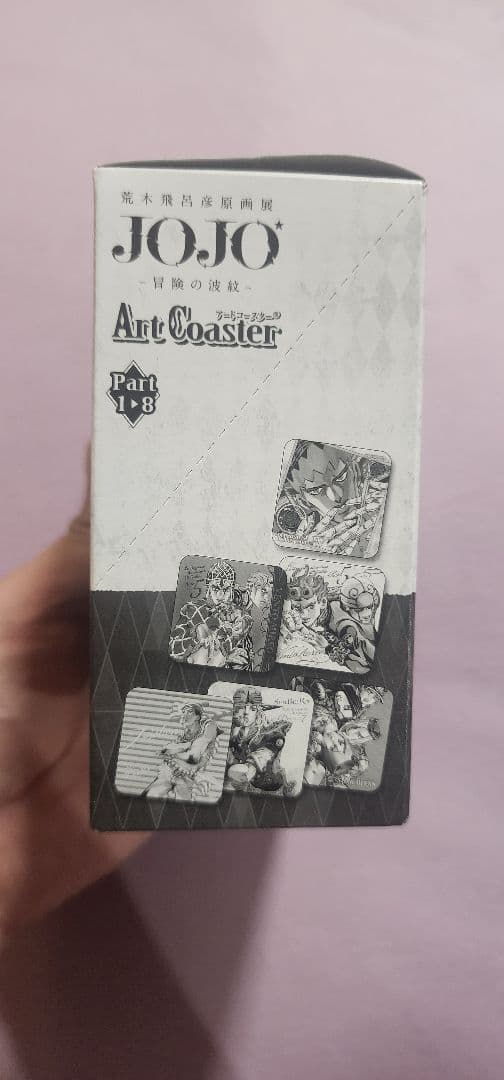 荒木飛呂彦原画展
JOJO
-冒険の波紋-
アートコースター
Art Coaster
Part
1▸8